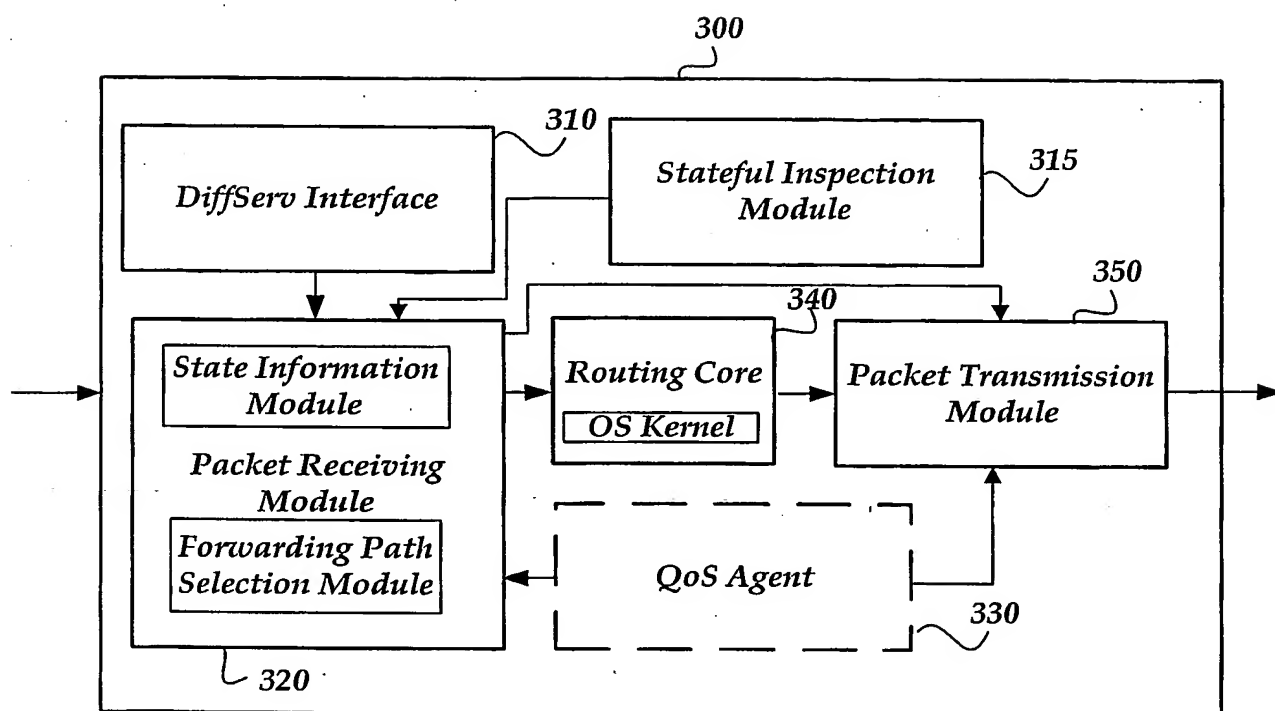 300
310
DiffServ Interface
Stateful Inspection
Module
315
340
350
State Information
Module
Packet Receiving
Module
Forwarding Path
Selection Module
320
Routing Core
OS Kernel
Packet Transmission
Module
QoS Agent
330